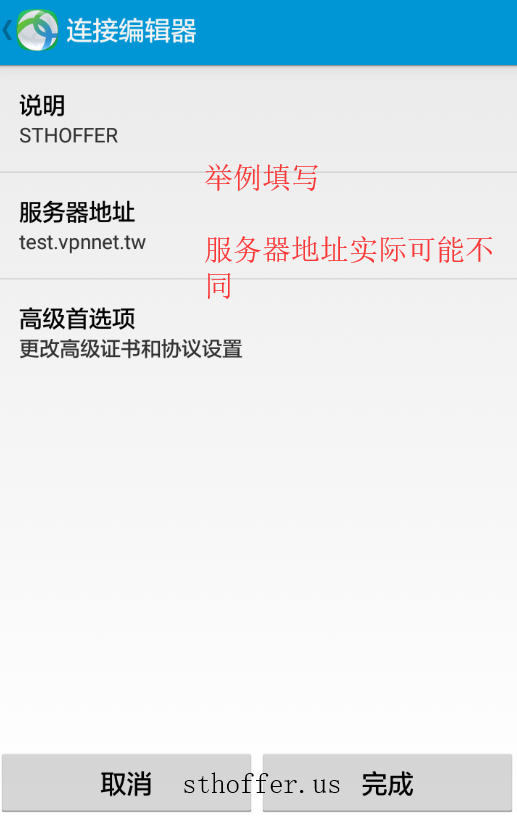 连接编辑器
说明
STHOFFER
举例填写
服务器地址
test.vpnnet.tw
服务器地址实际可能不
同
高级首选项
更改高级证书和协议设置
取消 sthoffer.us 完成